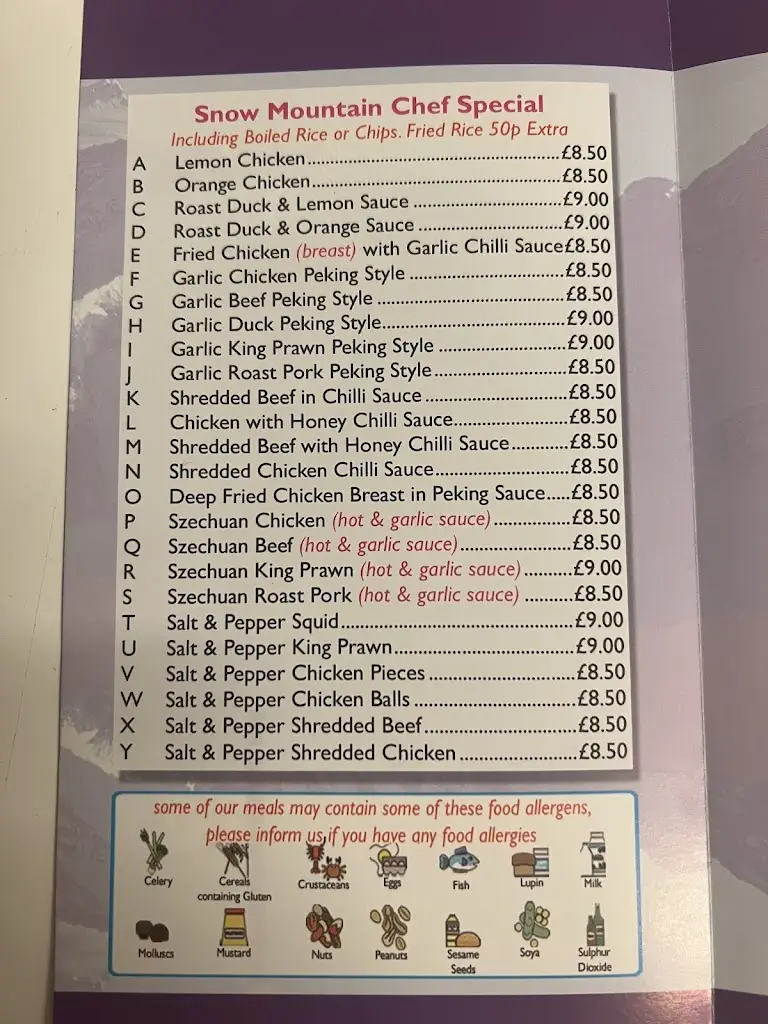 Snow Mountain Chef Special
Including Boiled Rice or Chips. Fried Rice 50p Extra
A Lemon Chicken £8.50
B Orange Chicken £8.50
C Roast Duck & Lemon Sauce £9.00
D Roast Duck & Orange Sauce £9.00
E Fried Chicken (breast) with Garlic Chilli Sauce £8.50
F Garlic Chicken Peking Style £8.50
G Garlic Beef Peking Style £8.50
H Garlic Duck Peking Style £9.00
I Garlic King Prawn Peking Style £9.00
J Garlic Roast Pork Peking Style £8.50
K Shredded Beef in Chilli Sauce £8.50
L Chicken with Honey Chilli Sauce £8.50
M Shredded Beef with Honey Chilli Sauce £8.50
N Shredded Chicken Chilli Sauce £8.50
O Deep Fried Chicken Breast in Peking Sauce £8.50
P Szechuan Chicken (hot & garlic sauce) £8.50
Q Szechuan Beef (hot & garlic sauce) £8.50
R Szechuan King Prawn (hot & garlic sauce) £9.00
S Szechuan Roast Pork (hot & garlic sauce) £8.50
T Salt & Pepper Squid £9.00
U Salt & Pepper King Prawn £9.00
V Salt & Pepper Chicken Pieces £8.50
W Salt & Pepper Chicken Balls £8.50
X Salt & Pepper Shredded Beef £8.50
Y Salt & Pepper Shredded Chicken £8.50
some of our meals may contain some of these food allergens,
please inform us,if you have any food allergies
Celery
Cereals
containing Gluten
Crustaceans
Eggs
Fish
Lupin
Milk
Molluscs
Mustard
Nuts
Peanuts
Sesame
Seeds
Soya
Sulphur
Dioxide